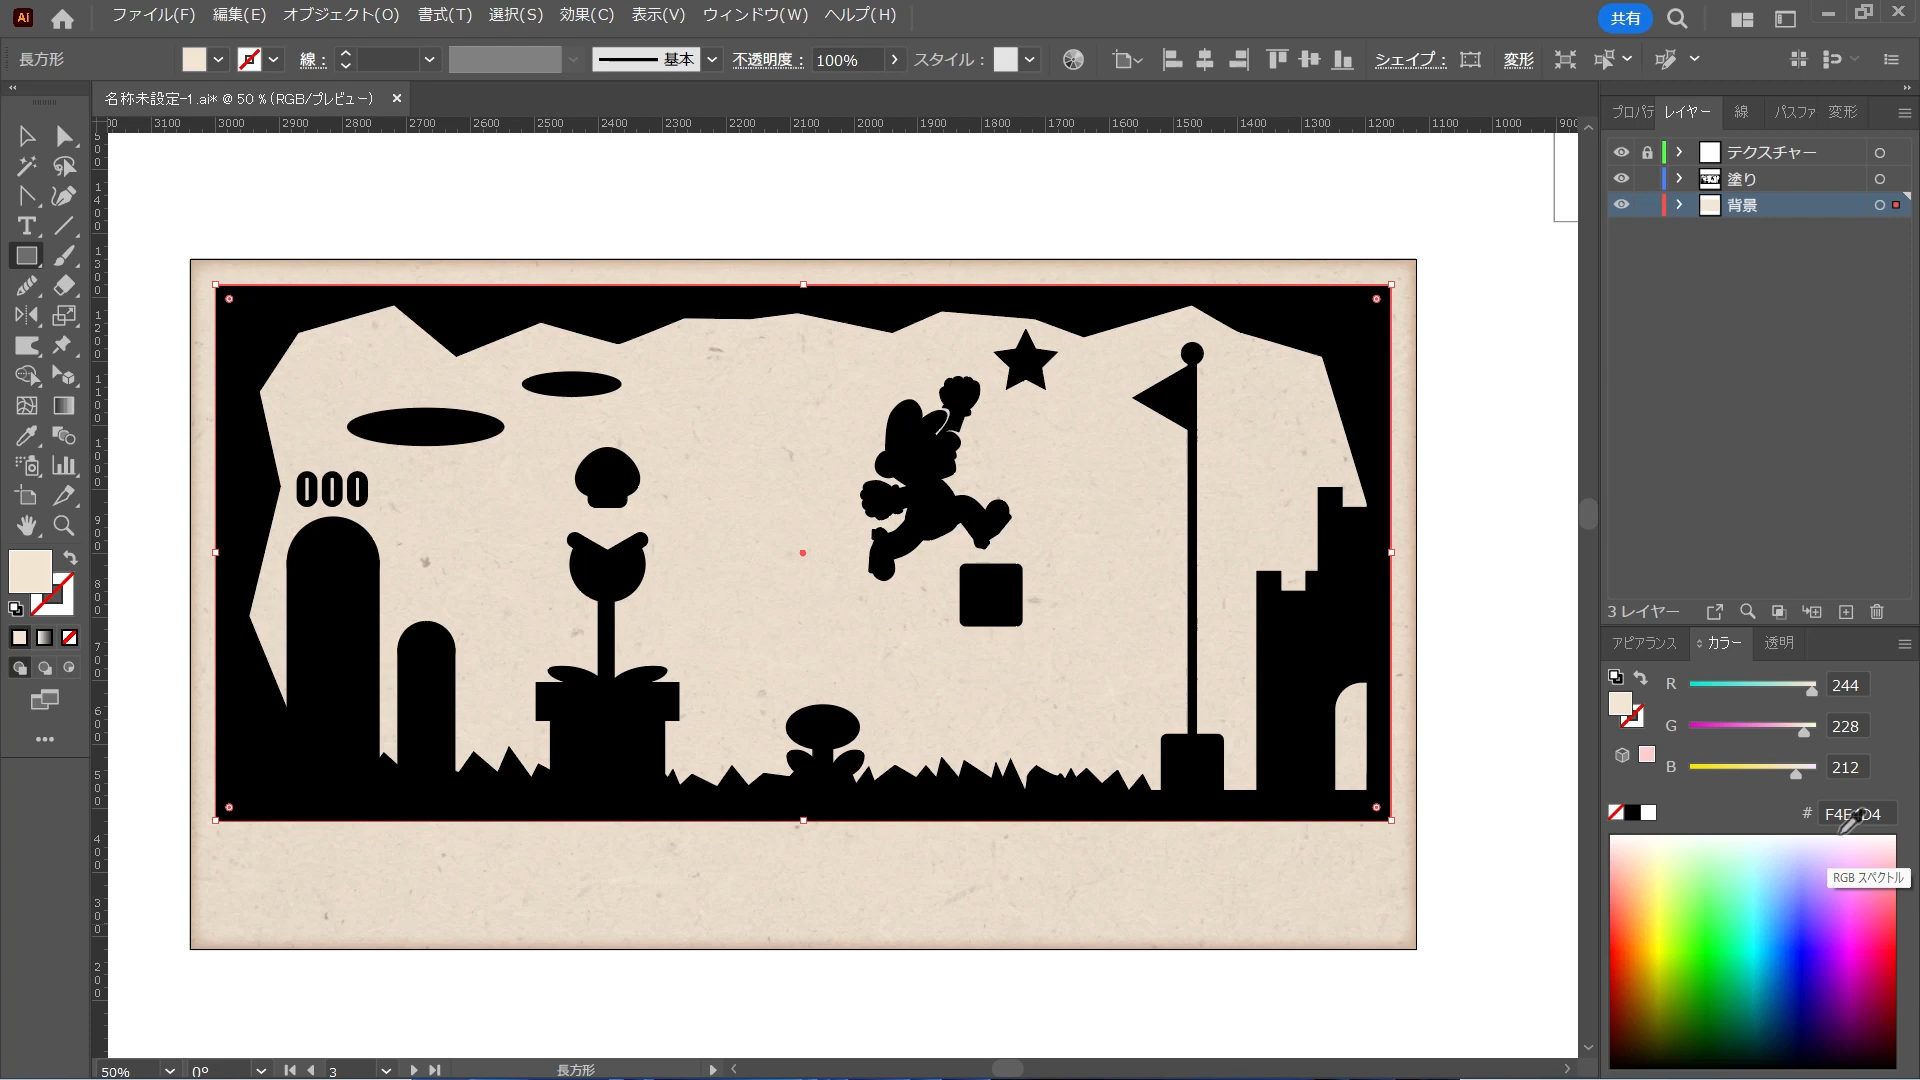 Ai
ファイル(F) 編集(E) オブジェクト(O) 書式(T) 選択(S) 効果(C) 表示(V) ウィンドウ(W) ヘルプ(H)
共有
長方形
線 :
基本
不透明度 :
100%
スタイル :
シェイプ :
変形
名称未設定-1.ai* @ 50 % (RGB/プレビュー)
3100 3000 2900 2800 2700 2600 2500 2400 2300 2200 2100 2000 1900 1800 1700 1600 1500 1400 1300 1200 1100 1000 900
プロパテ レイヤー 線 パスファ 変形
テクスチャー
塗り
背景
3 レイヤー
アピアランス カラー 透明
R 244
G 228
B 212
# F4E4D4
RGB スペクトル
50% 0° 3 長方形